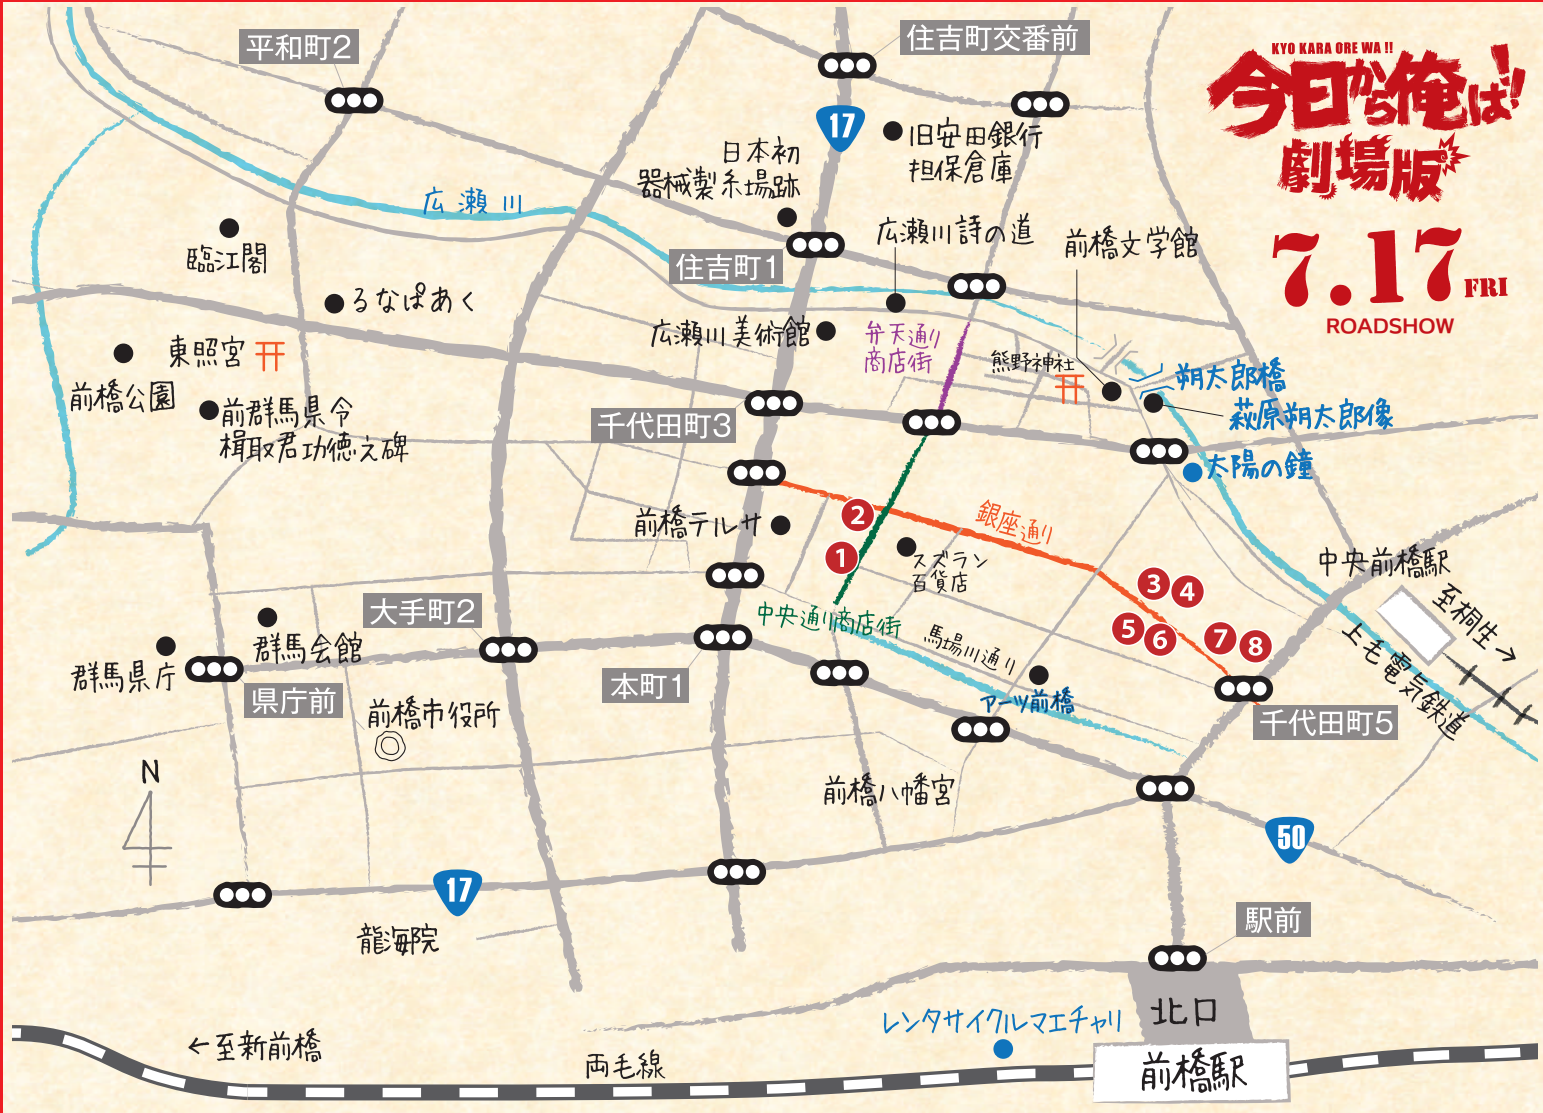 平和町2
住吉町交番前
KYO KARA ORE WA !!
今日から俺は!!
劇場版
7.17 FRI
ROADSHOW
17
旧安田銀行
担保倉庫
日本初
器械製糸場跡
広瀬川
広瀬川詩の道
前橋文学館
臨江閣
住吉町1
るなぱあく
広瀬川美術館
弁天通り
商店街
熊野神社
東照宮
前橋公園
朔太郎橋
萩原朔太郎像
前群馬県令
楫取君功徳之碑
千代田町3
太陽の鐘
前橋テルサ
2
銀座通り
1
スズラン
百貨店
中央前橋駅
至桐生→
3
4
5
6
7
8
大手町2
中央通り商店街
馬場川通り
上毛電気鉄道
群馬会館
群馬県庁
県庁前
本町1
アーツ前橋
前橋市役所
千代田町5
N
前橋八幡宮
50
17
龍海院
駅前
北口
レンタサイクルマエチャリ
←至新前橋
両毛線
前橋駅